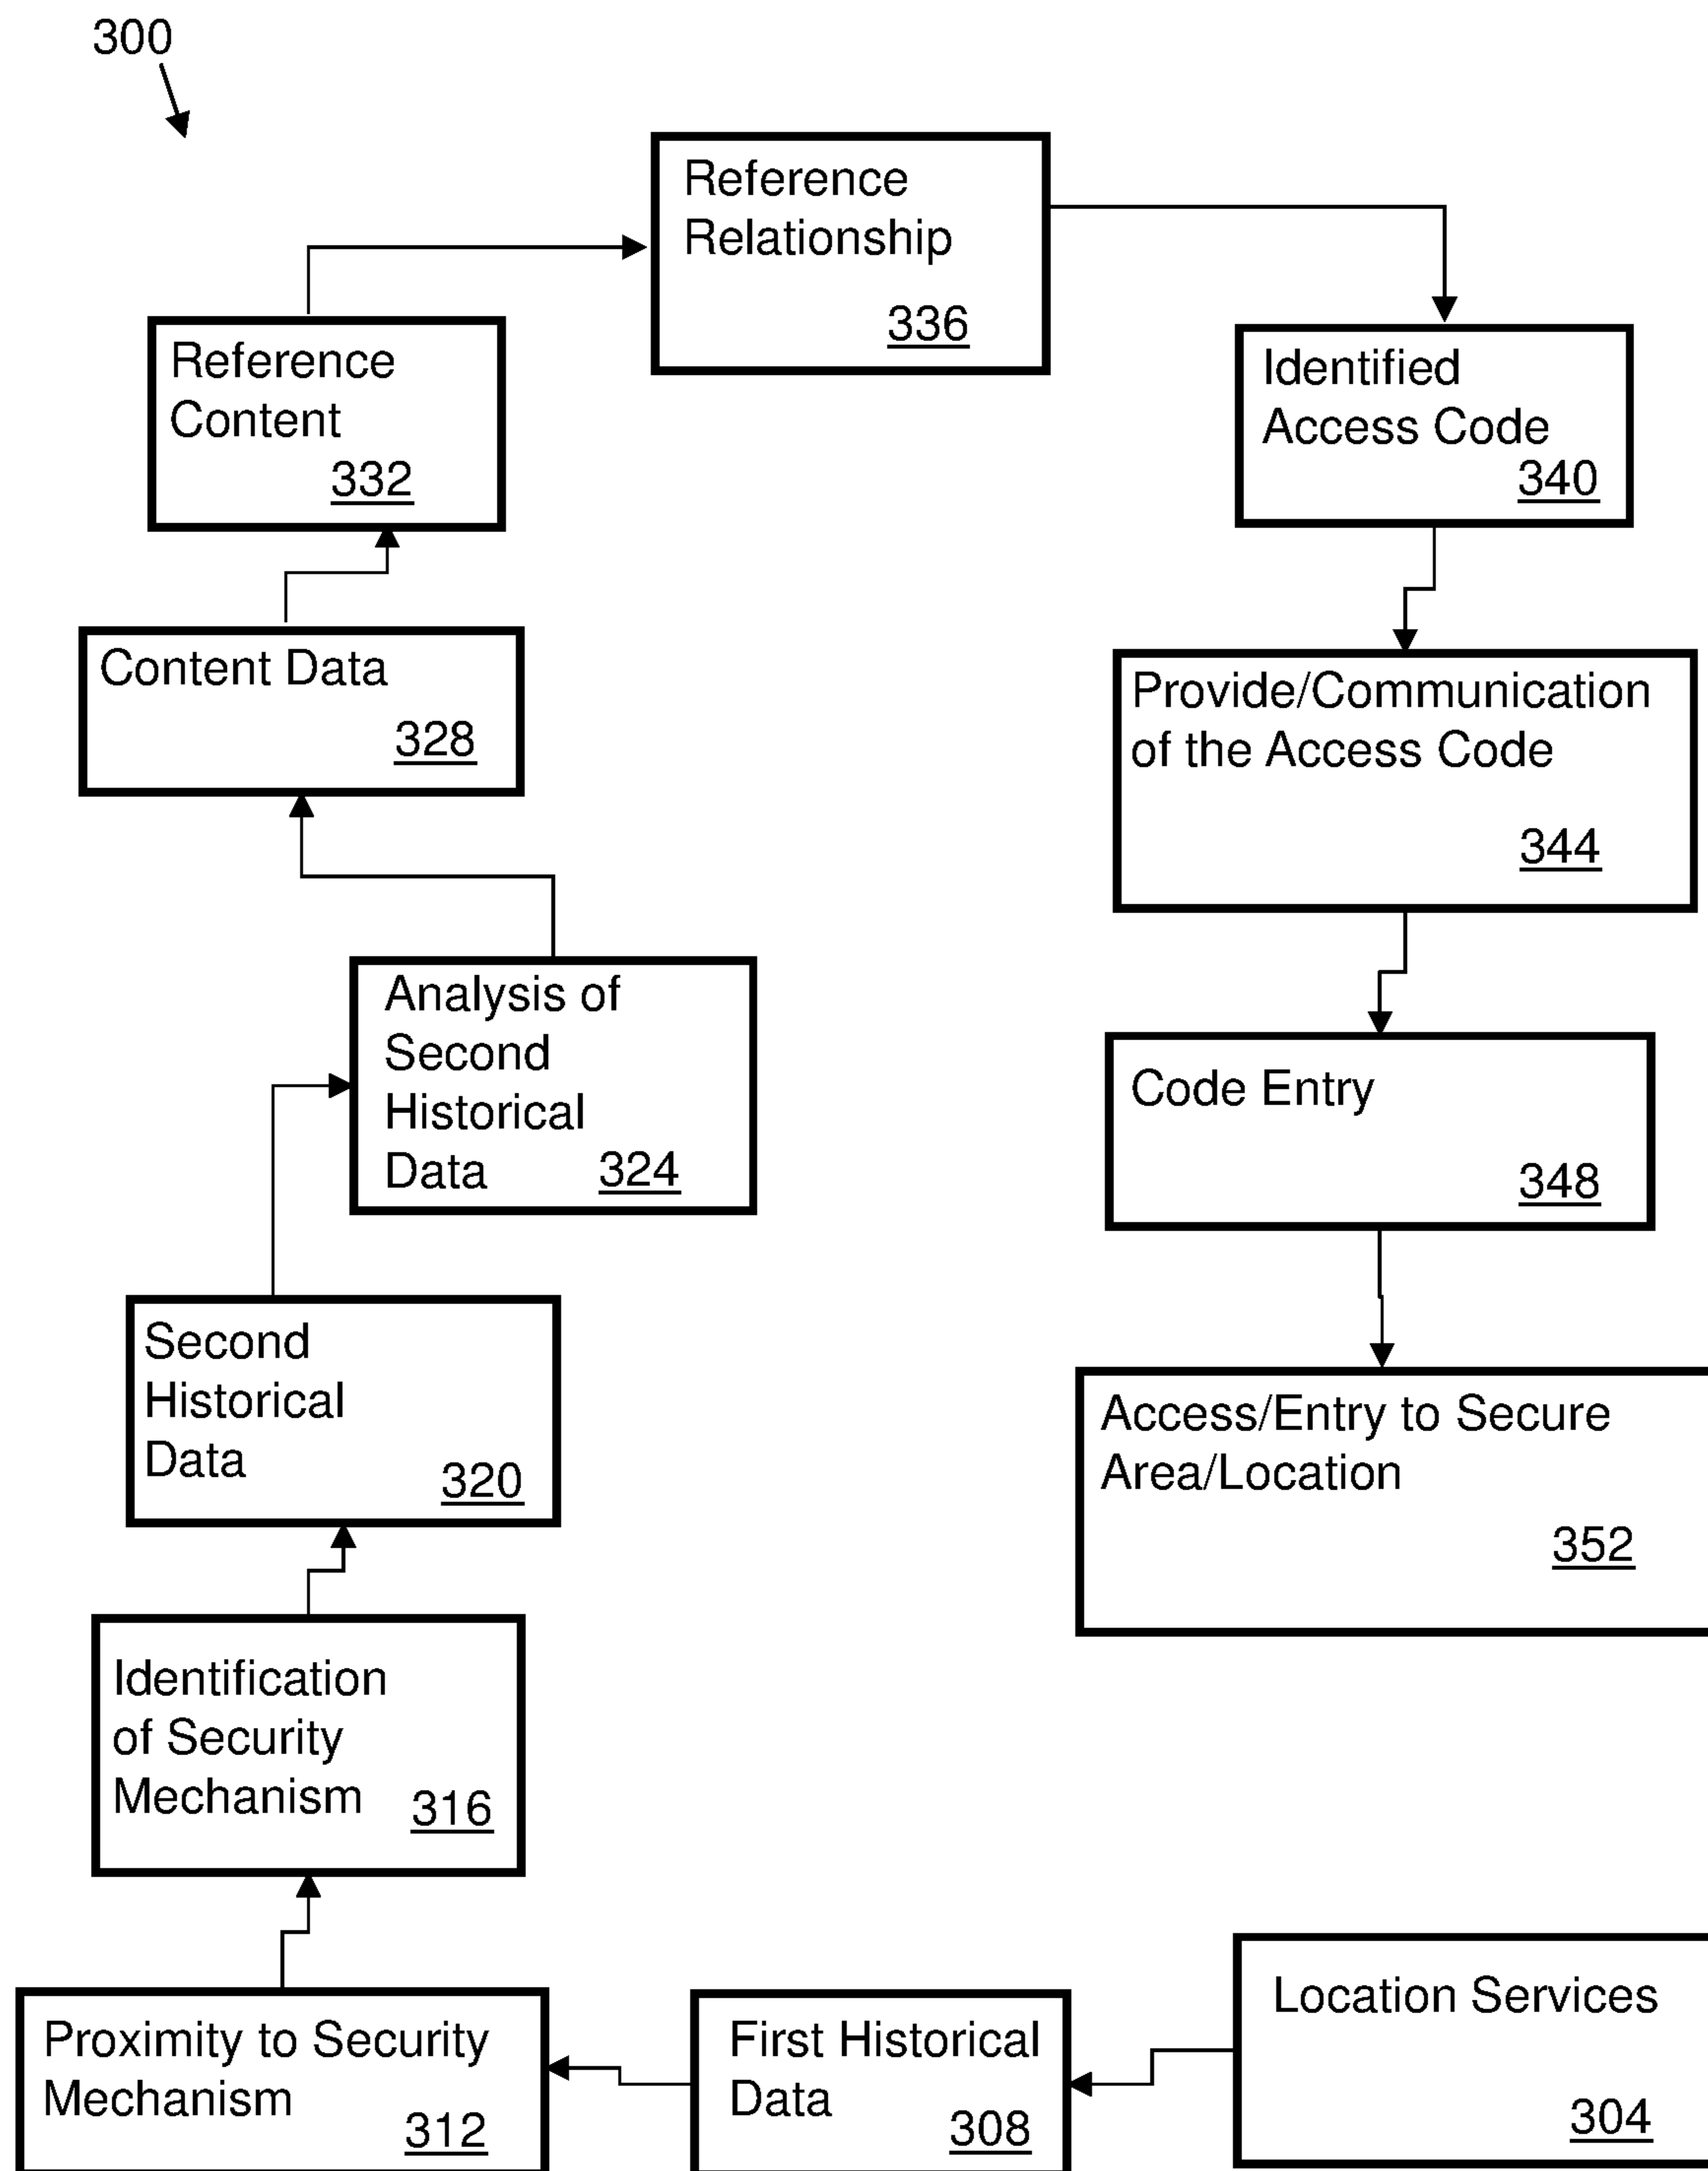 300
Reference
Relationship
336
Reference
Content
332
Identified
Access Code
340
Content Data
328
Provide/Communication
of the Access Code
344
Analysis of
Second
Historical
Data 324
Code Entry
348
Second
Historical
Data 320
Access/Entry to Secure
Area/Location
352
Identification
of Security
Mechanism 316
Proximity to Security
Mechanism
312
First Historical
Data 308
Location Services
304